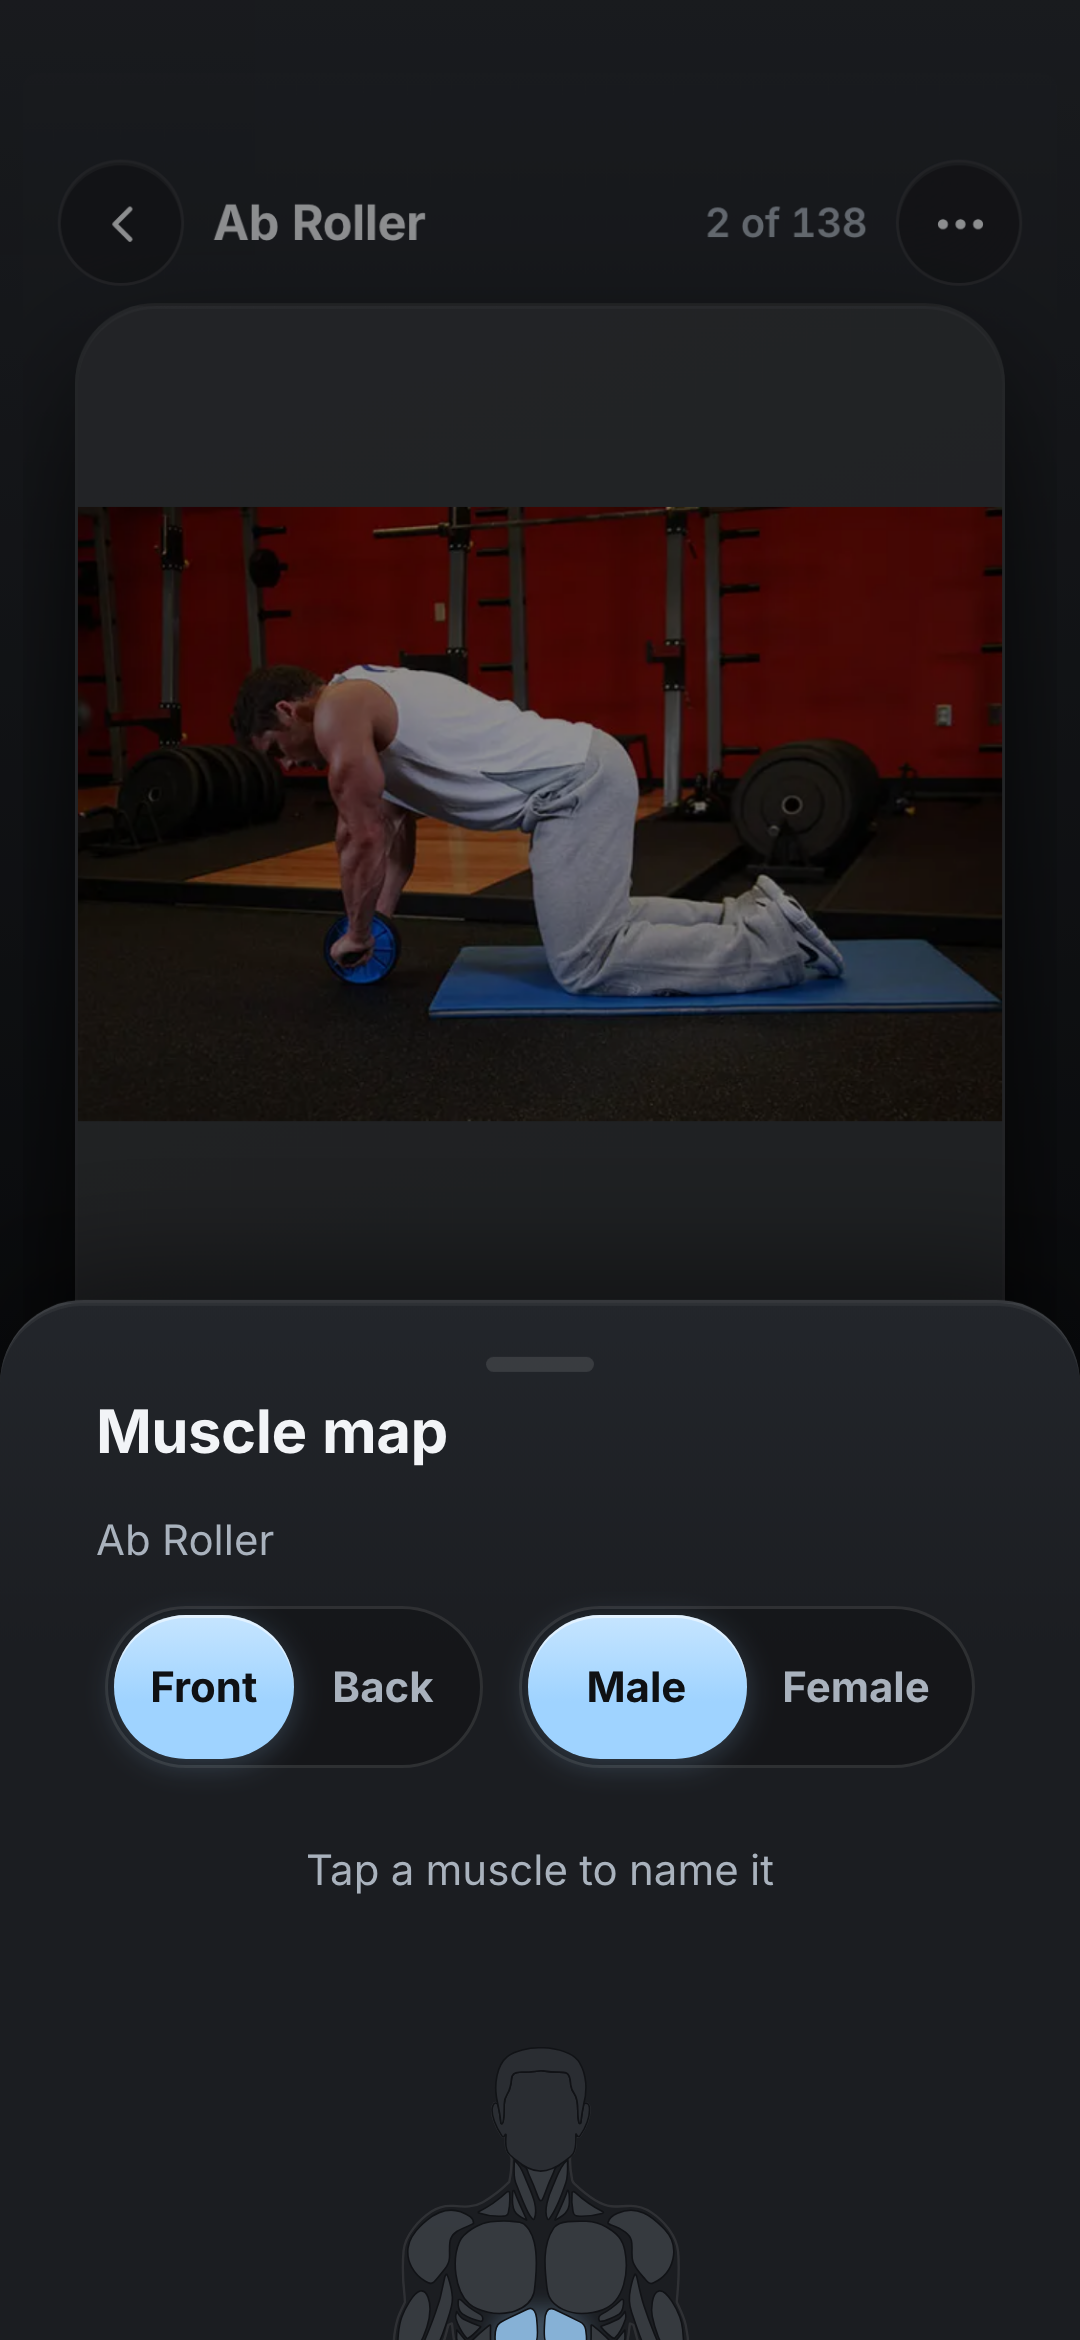 Ab Roller
2 of 138
Muscle map
Ab Roller
Front
Back
Male
Female
Tap a muscle to name it